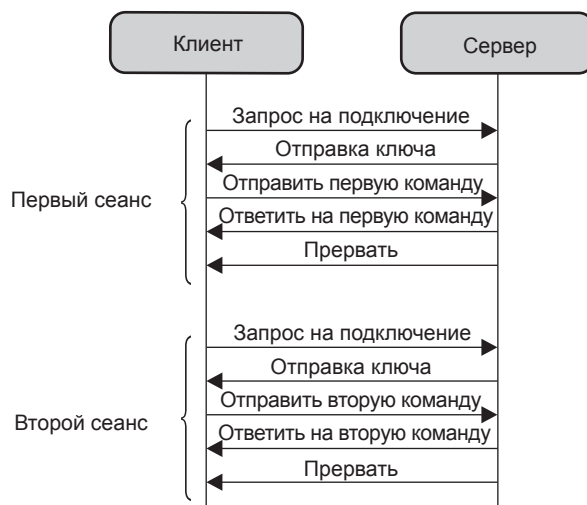 Клиент
Сервер
Запрос на подключение
Отправка ключа
Отправить первую команду
Первый сеанс
Ответить на первую команду
Прервать
Запрос на подключение
Отправка ключа
Отправить вторую команду
Второй сеанс
Ответить на вторую команду
Прервать